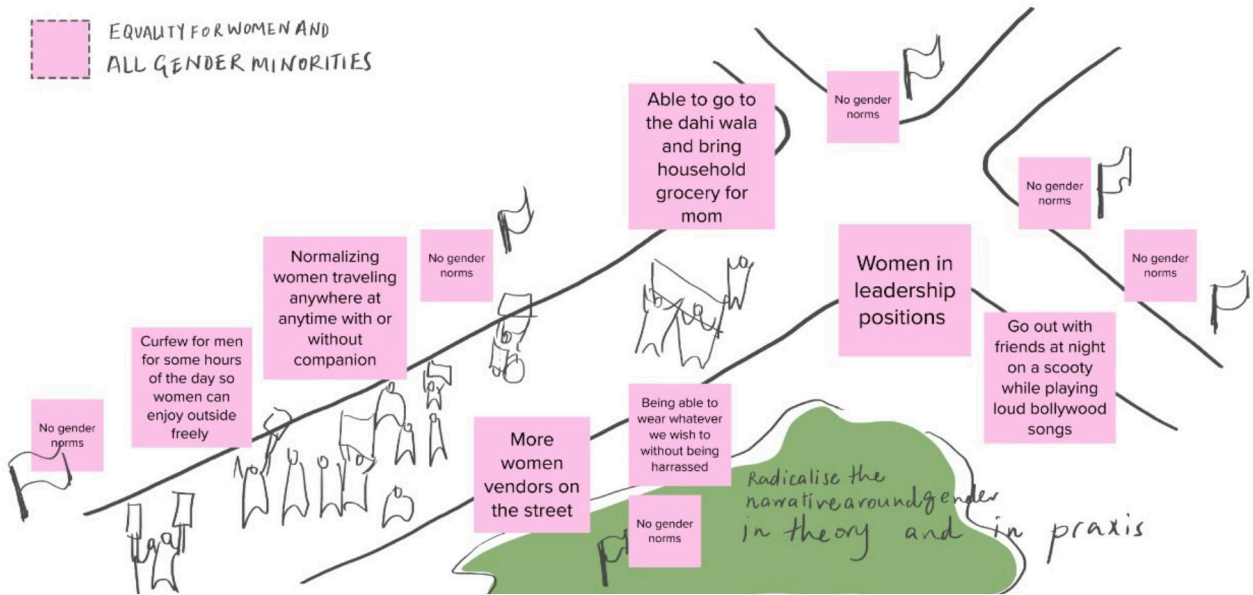 EQUALITY FOR WOMEN AND
ALL GENDER MINORITIES
No gender
norms
Able to go to
the dahi wala
and bring
household
grocery for
mom
No gender
norms
No gender
norms
No gender
norms
Normalizing
women traveling
anywhere at
anytime with or
without
companion
Women in
leadership
positions
Curfew for men
for some hours
of the day so
women can
enjoy outside
freely
Go out with
friends at night
on a scooty
while playing
loud bollywood
songs
No gender
norms
More
women
vendors on
the street
Being able to
wear whatever
we wish to
without being
harrassed
Radicalise the
narrative around gender
in theory and in praxis
No gender
norms